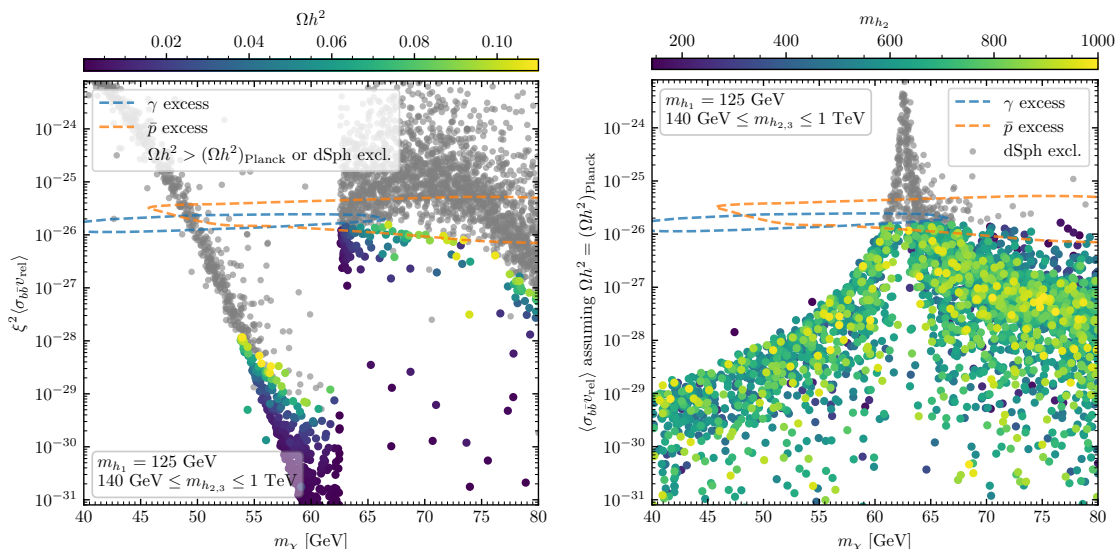 Ωh²
0.02 0.04 0.06 0.08 0.10
γ excess
p̄ excess
Ωh² > (Ωh²)Planck or dSph excl.
ξ²⟨σbb̄vrel⟩
10⁻²⁴
10⁻²⁵
10⁻²⁶
10⁻²⁷
10⁻²⁸
10⁻²⁹
10⁻³⁰
10⁻³¹
mh₁ = 125 GeV
140 GeV ≤ mh₂,₃ ≤ 1 TeV
40 45 50 55 60 65 70 75 80
mχ [GeV]
mh₂
200 400 600 800 1000
mh₁ = 125 GeV
140 GeV ≤ mh₂,₃ ≤ 1 TeV
γ excess
p̄ excess
dSph excl.
⟨σbb̄vrel⟩ assuming Ωh² = (Ωh²)Planck
10⁻²⁴
10⁻²⁵
10⁻²⁶
10⁻²⁷
10⁻²⁸
10⁻²⁹
10⁻³⁰
10⁻³¹
40 45 50 55 60 65 70 75 80
mχ [GeV]